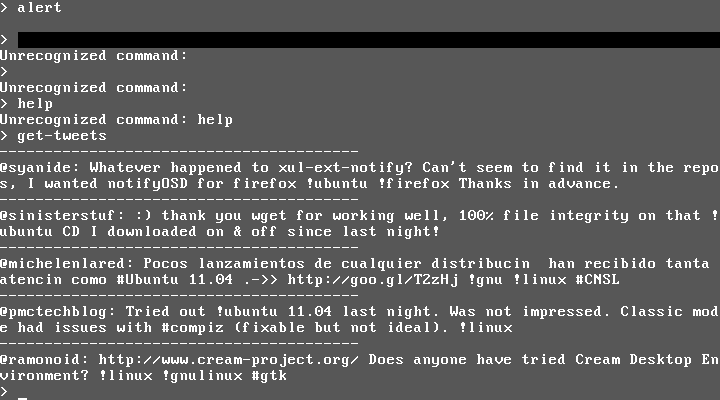 > alert
>
Unrecognized command:
>
Unrecognized command:
> help
Unrecognized command: help
> get-tweets
----------------------------------------
@syanide: Whatever happened to xul-ext-notify? Can't seem to find it in the repo
s, I wanted notifyOSD for firefox !ubuntu !firefox Thanks in advance.
----------------------------------------
@sinisterstuf: :) thank you wget for working well, 100% file integrity on that !
ubuntu CD I downloaded on & off since last night!
----------------------------------------
@michelenlared: Pocos lanzamientos de cualquier distribucin  han recibido tanta
atencin como #Ubuntu 11.04 .->> http://goo.gl/T2zHj !gnu !linux #CNSL
----------------------------------------
@pmctechblog: Tried out !ubuntu 11.04 last night. Was not impressed. Classic mod
e had issues with #compiz (fixable but not ideal). !linux
----------------------------------------
@ramonoid: http://www.cream-project.org/ Does anyone have tried Cream Desktop En
vironment? !linux !gnulinux #gtk
> _